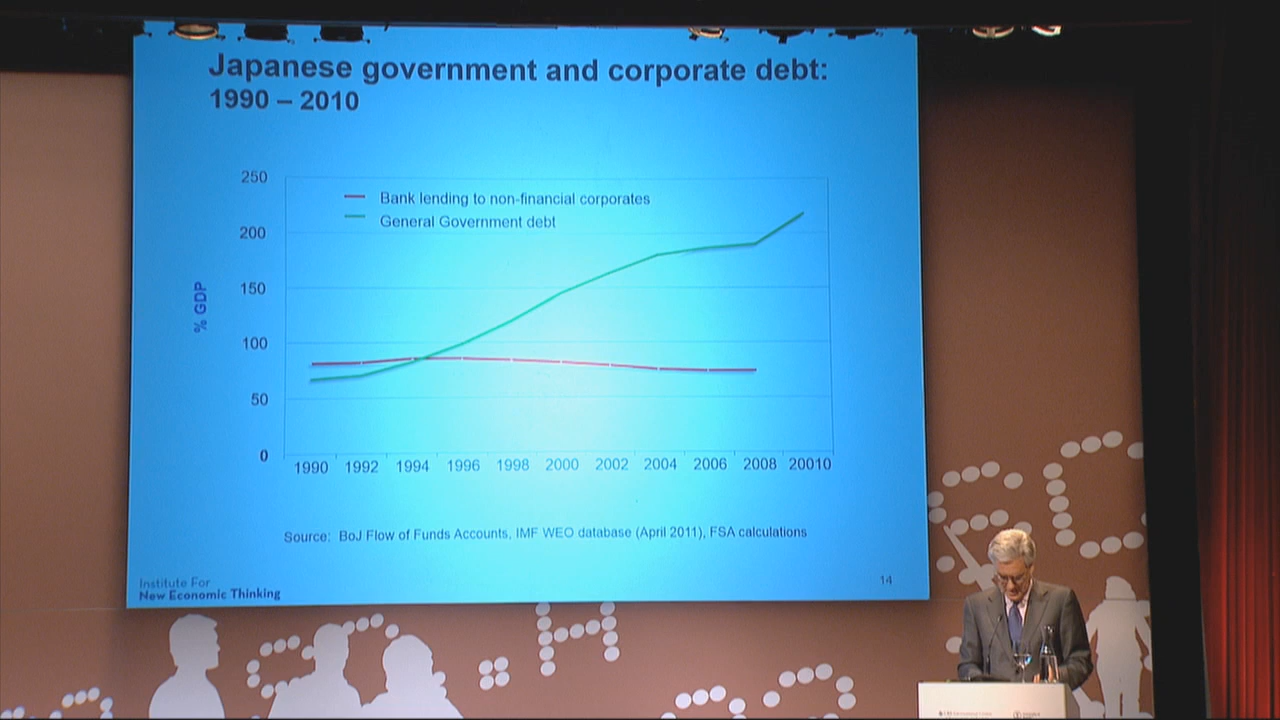 Japanese government and corporate debt:
1990 – 2010
250
200
150
100
50
0
% GDP
Bank lending to non-financial corporates
General Government debt
1990 1992 1994 1996 1998 2000 2002 2004 2006 2008 20010
Source: BoJ Flow of Funds Accounts, IMF WEO database (April 2011), FSA calculations
Institute For
New Economic Thinking
14